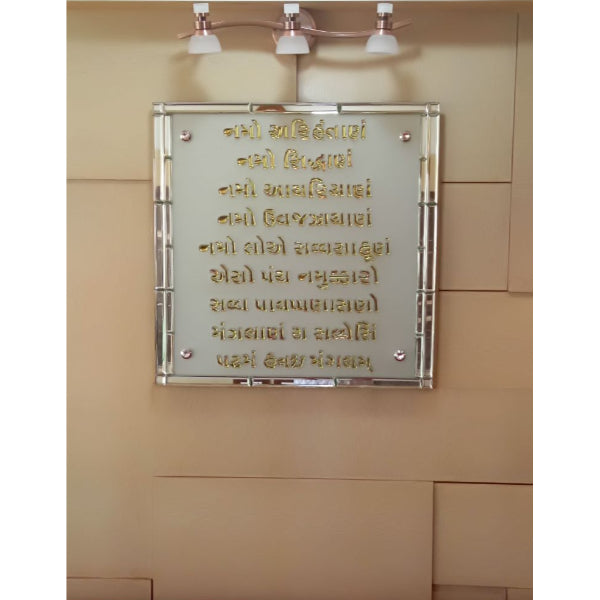 નમો અરિહંતાણં
નમો સિદ્ધાણં
નમો આયરિયાણં
નમો ઉવજઝાયાણં
નમો લોએ સવ્વસાહૂણં
એસો પંચ નમુક્કારો
સવ્વ પાવપ્પણાસણો
મંગલાણં ચ સવ્વેસિં
પઢમં હવઇ મંગલમ્